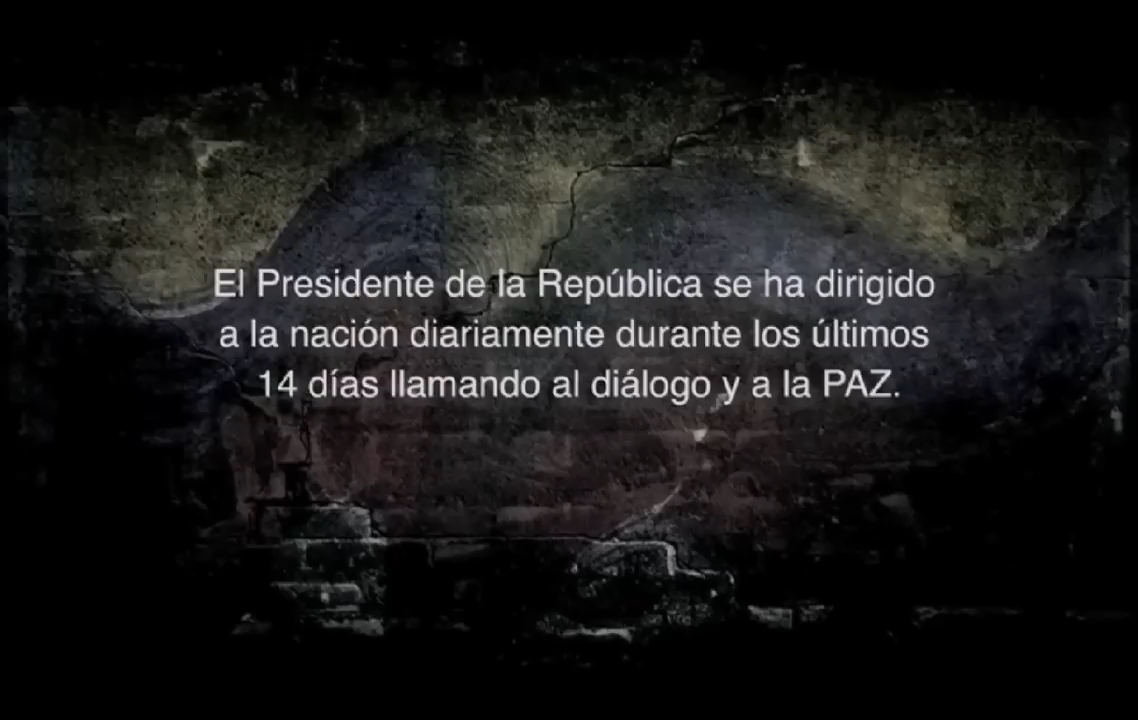 El Presidente de la República se ha dirigido
a la nación diariamente durante los últimos
14 días llamando al diálogo y a la PAZ.